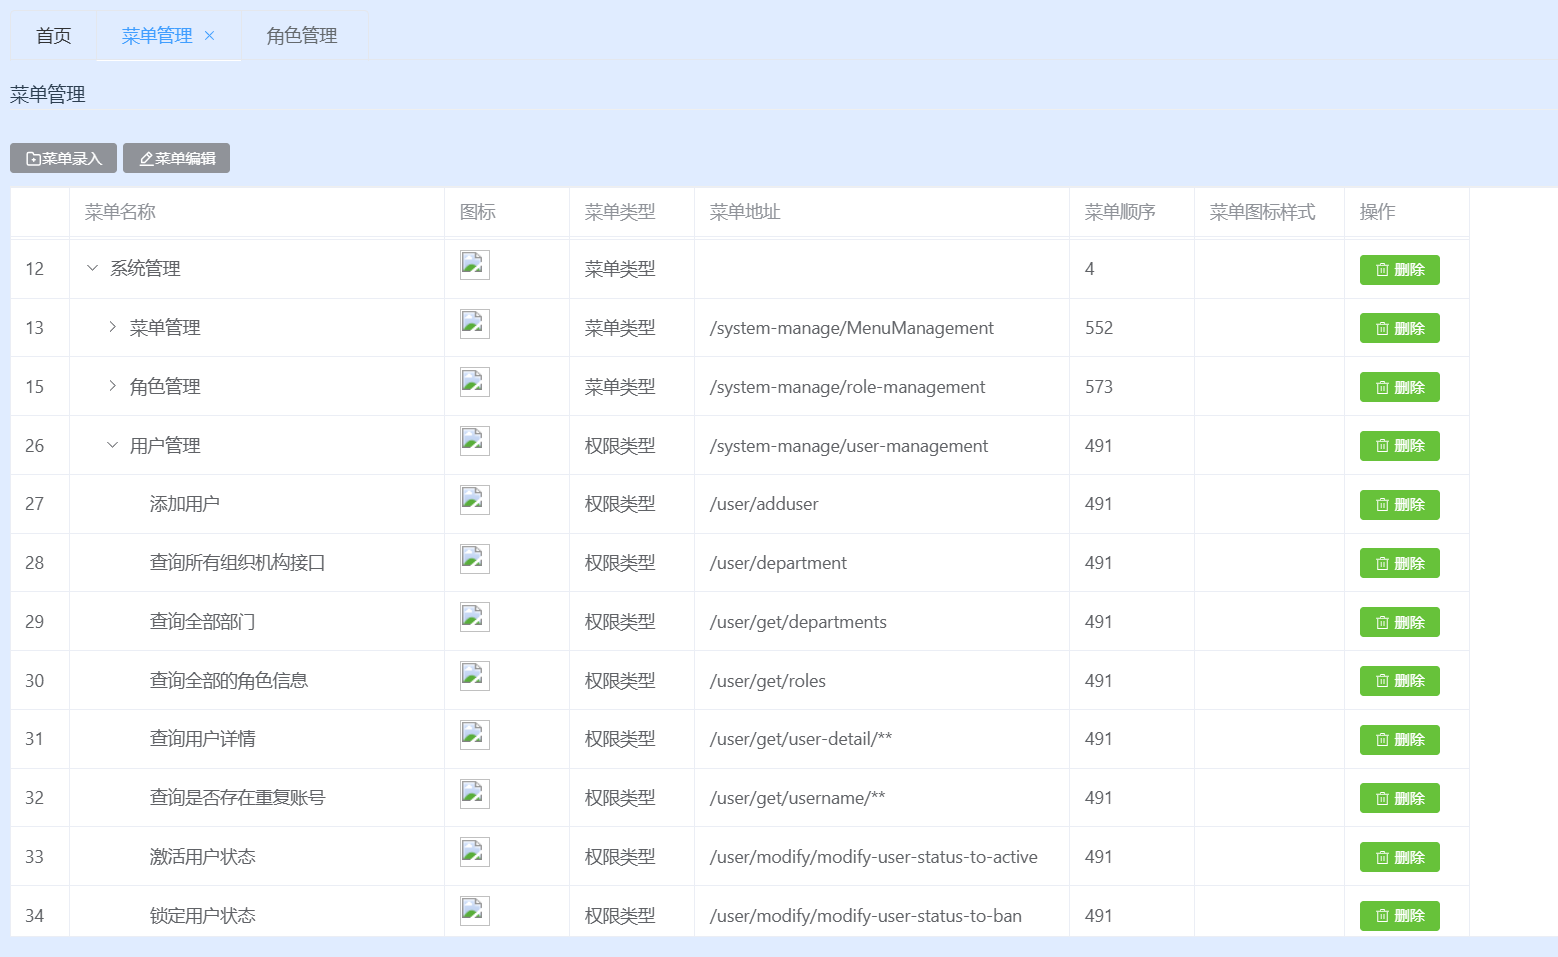 首页 菜单管理 角色管理
菜单管理
菜单录入 菜单编辑
菜单名称 图标 菜单类型 菜单地址 菜单顺序 菜单图标样式 操作
12 系统管理 菜单类型 4 删除
13 菜单管理 菜单类型 /system-manage/MenuManagement 552 删除
15 角色管理 菜单类型 /system-manage/role-management 573 删除
26 用户管理 权限类型 /system-manage/user-management 491 删除
27 添加用户 权限类型 /user/adduser 491 删除
28 查询所有组织机构接口 权限类型 /user/department 491 删除
29 查询全部部门 权限类型 /user/get/departments 491 删除
30 查询全部的角色信息 权限类型 /user/get/roles 491 删除
31 查询用户详情 权限类型 /user/get/user-detail/** 491 删除
32 查询是否存在重复账号 权限类型 /user/get/username/** 491 删除
33 激活用户状态 权限类型 /user/modify/modify-user-status-to-active 491 删除
34 锁定用户状态 权限类型 /user/modify/modify-user-status-to-ban 491 删除